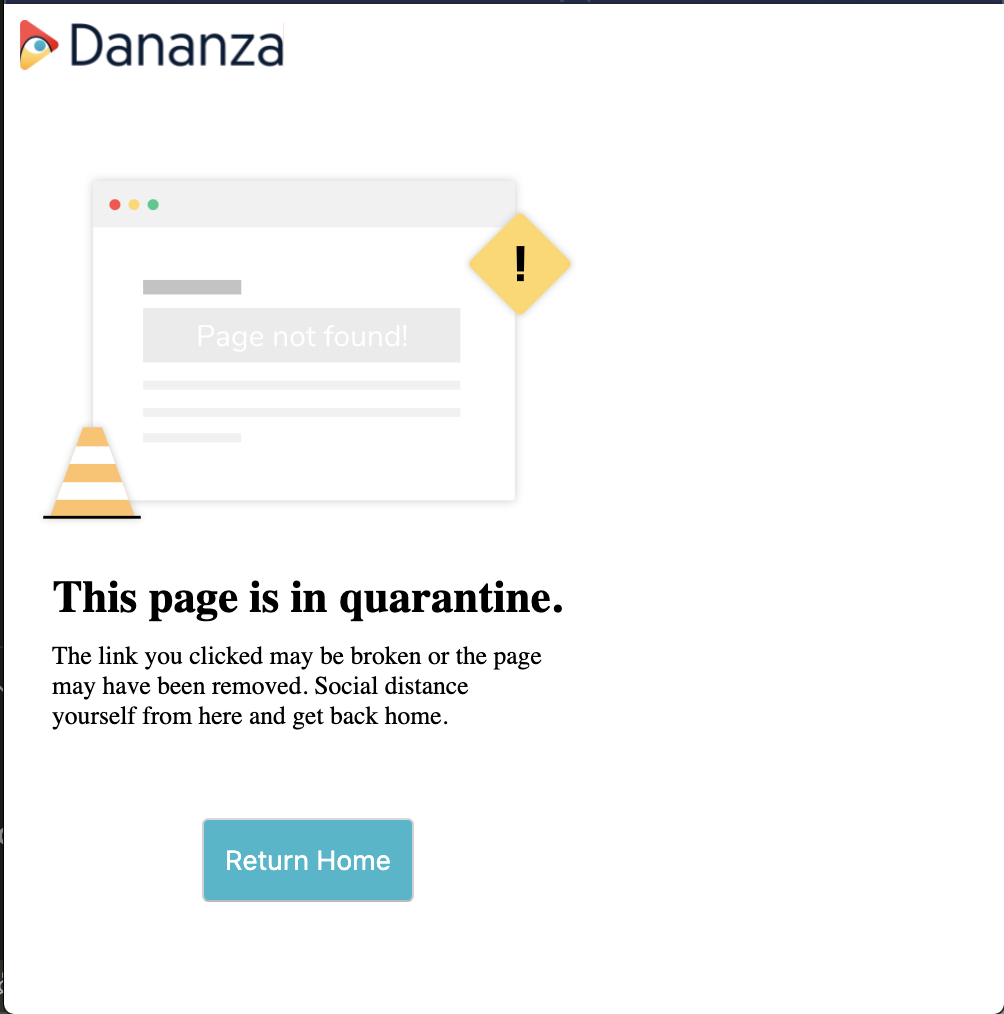 Dananza
!
Page not found!
This page is in quarantine.
The link you clicked may be broken or the page
may have been removed. Social distance
yourself from here and get back home.
Return Home